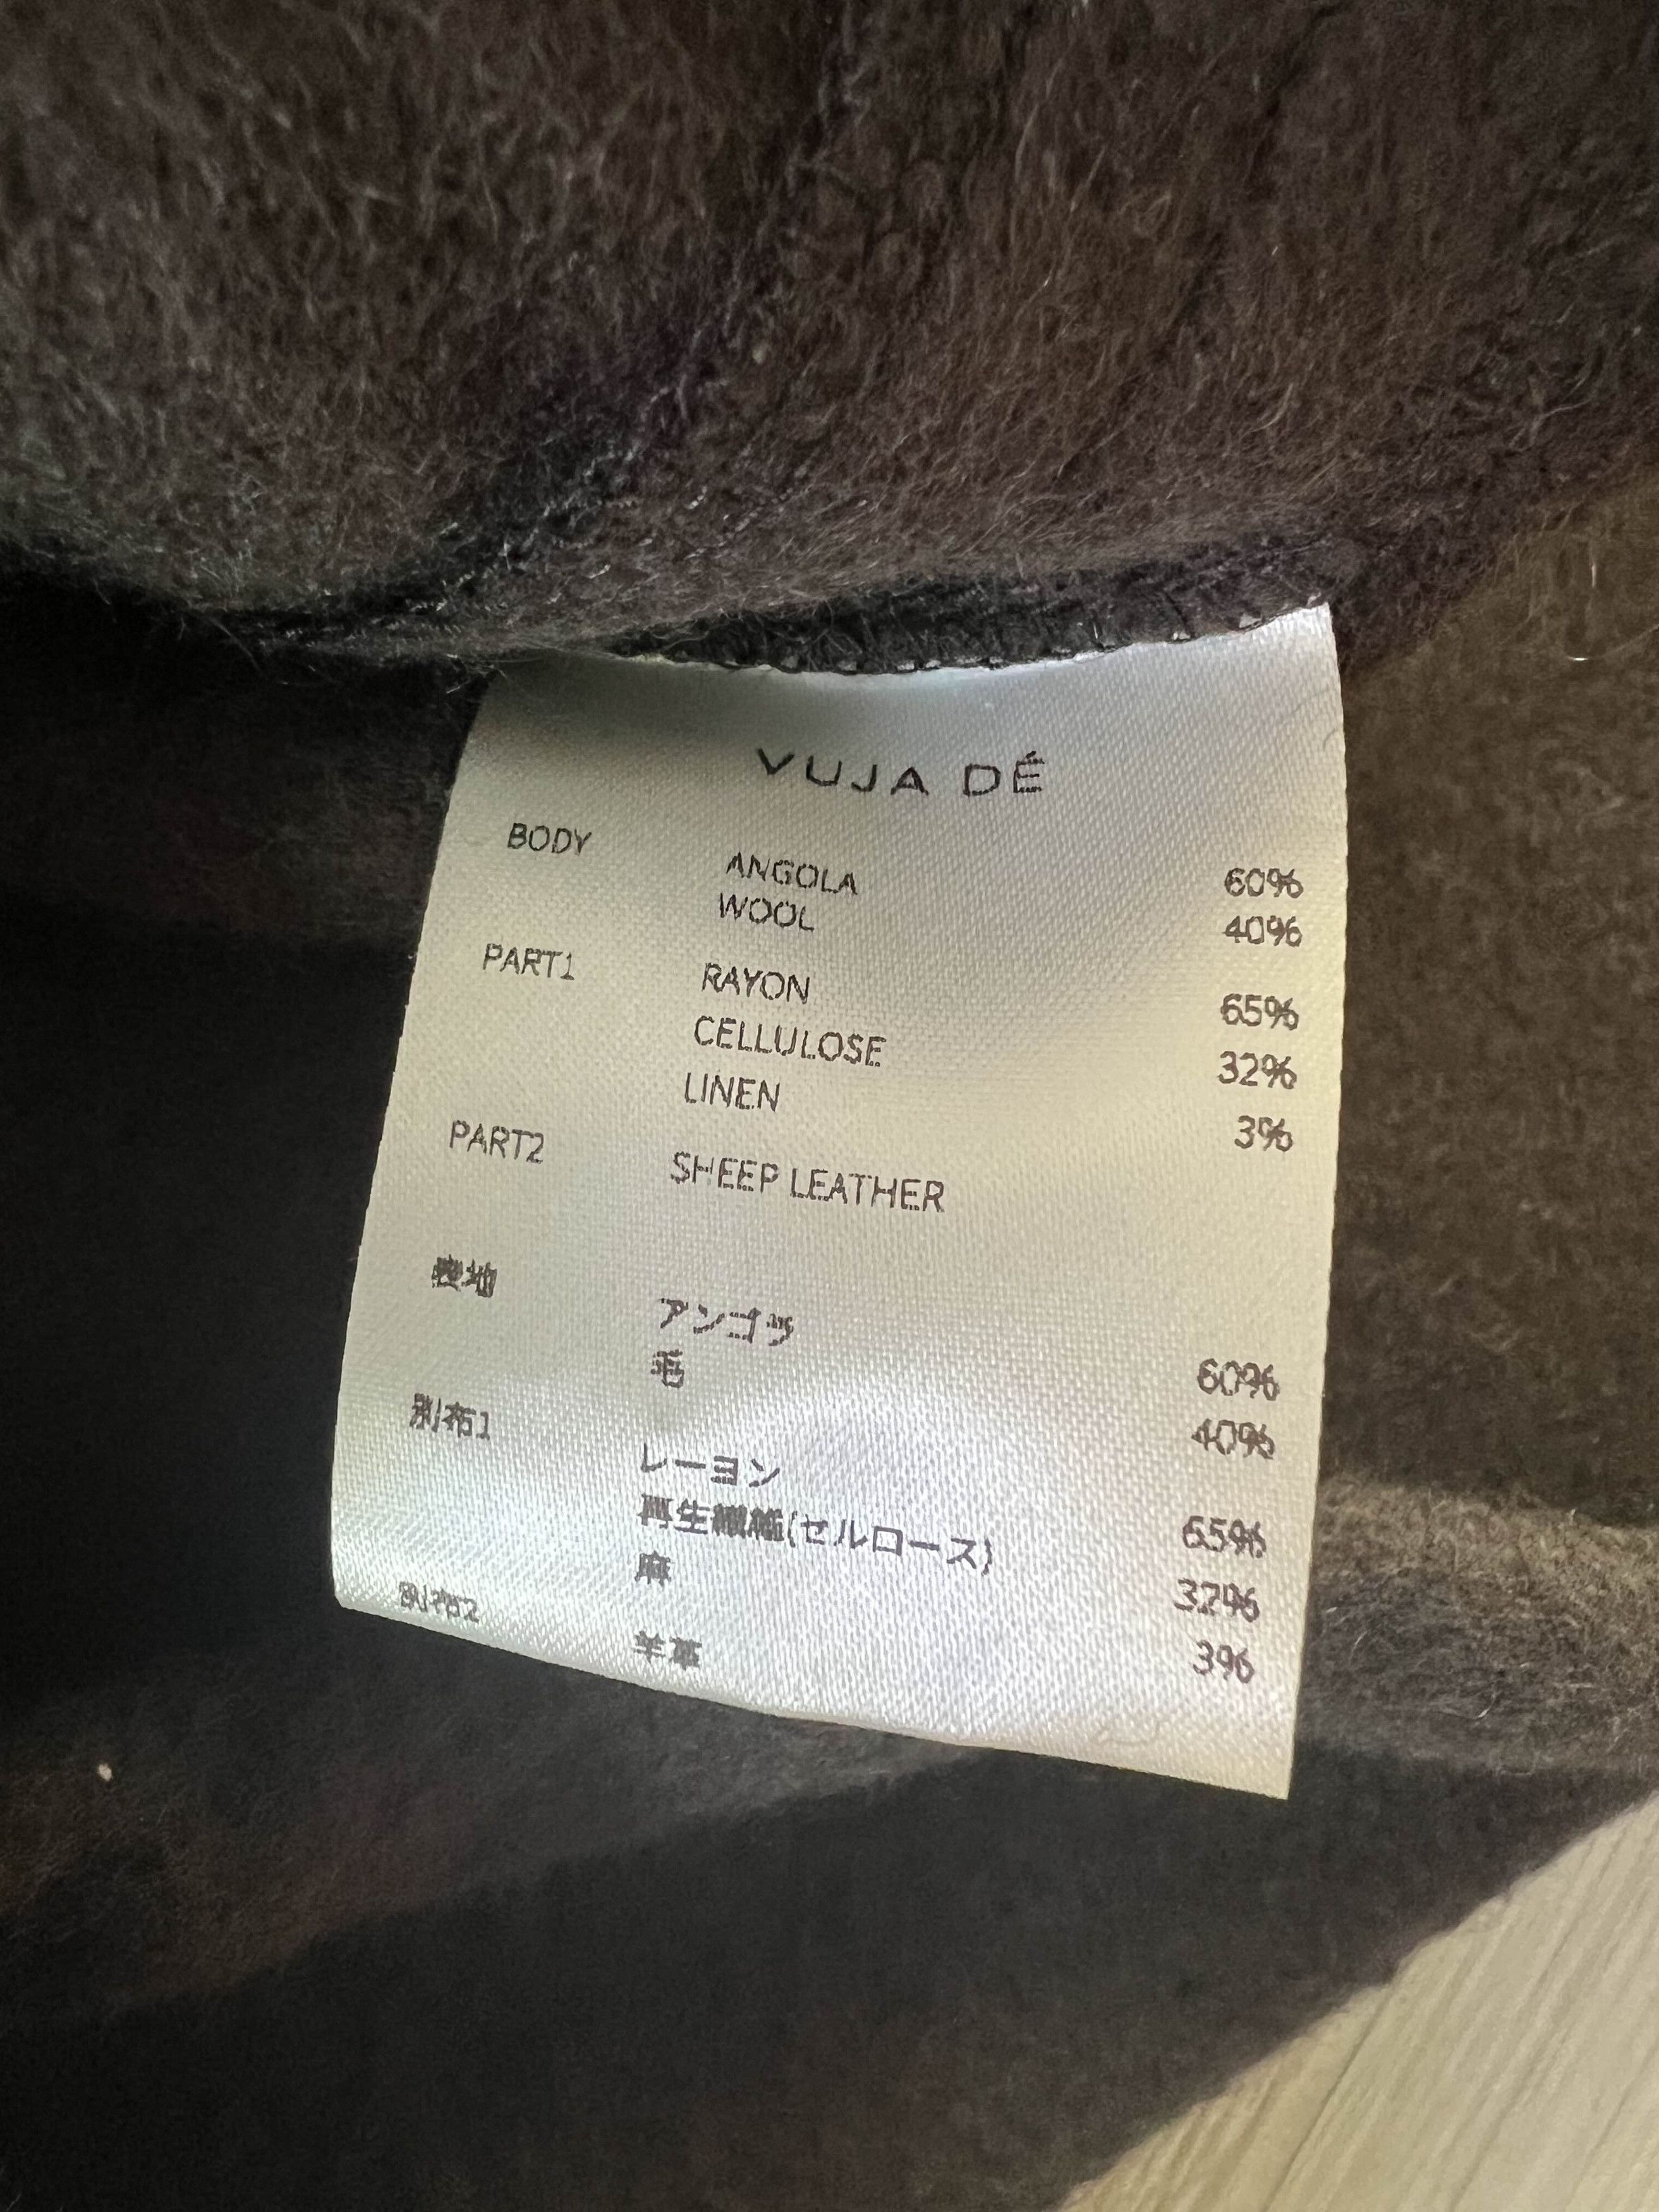 VUJA DÉ
BODY
ANGOLA 60%
WOOL 40%
PART1
RAYON 65%
CELLULOSE 32%
LINEN 3%
PART2
SHEEP LEATHER
表地
アンゴラ 60%
毛 40%
別布1
レーヨン 65%
再生繊維(セルロース) 32%
麻 3%
別布2
羊革